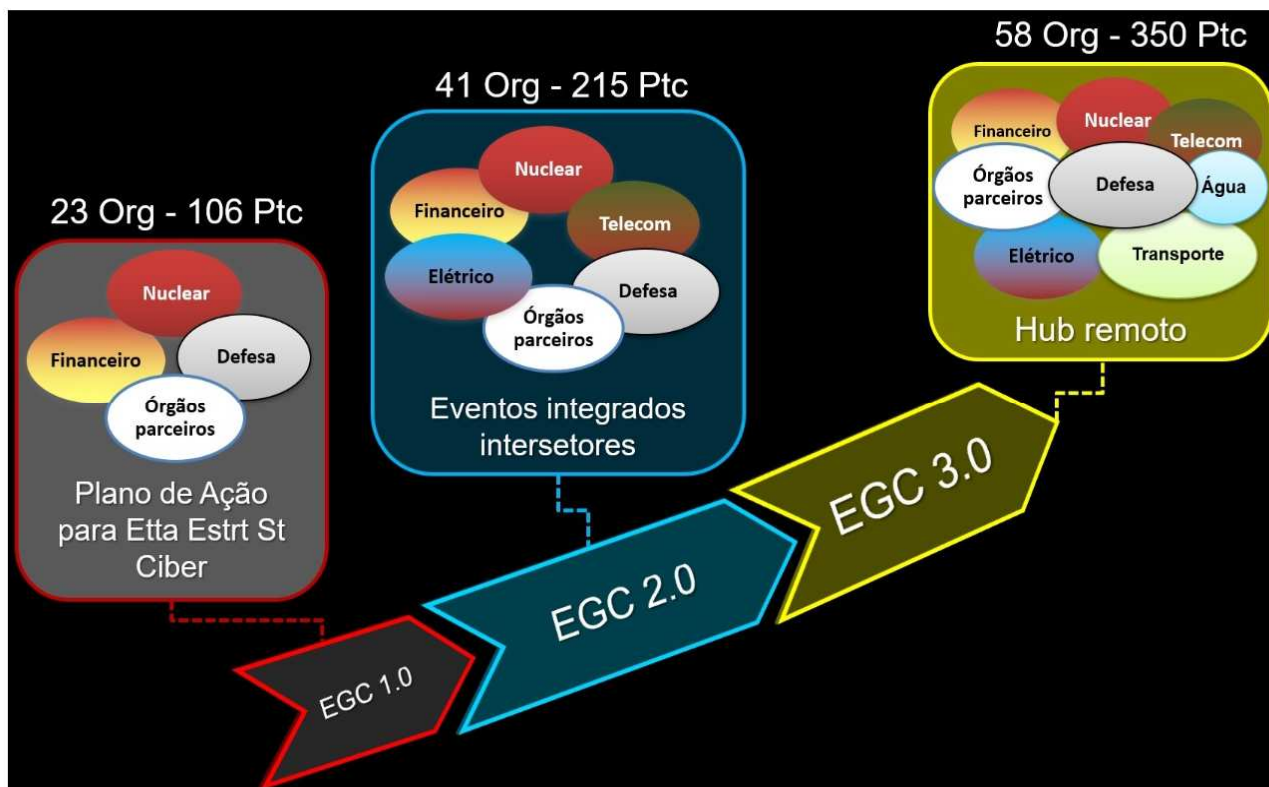 23 Org - 106 Ptc
Nuclear
Financeiro
Defesa
Órgãos
parceiros
Plano de Ação
para Etta Estrt St
Ciber
EGC 1.0
41 Org - 215 Ptc
Nuclear
Financeiro
Telecom
Elétrico
Defesa
Órgãos
parceiros
Eventos integrados
intersetores
EGC 2.0
58 Org - 350 Ptc
Nuclear
Financeiro
Telecom
Órgãos
parceiros
Defesa
Água
Elétrico
Transporte
Hub remoto
EGC 3.0